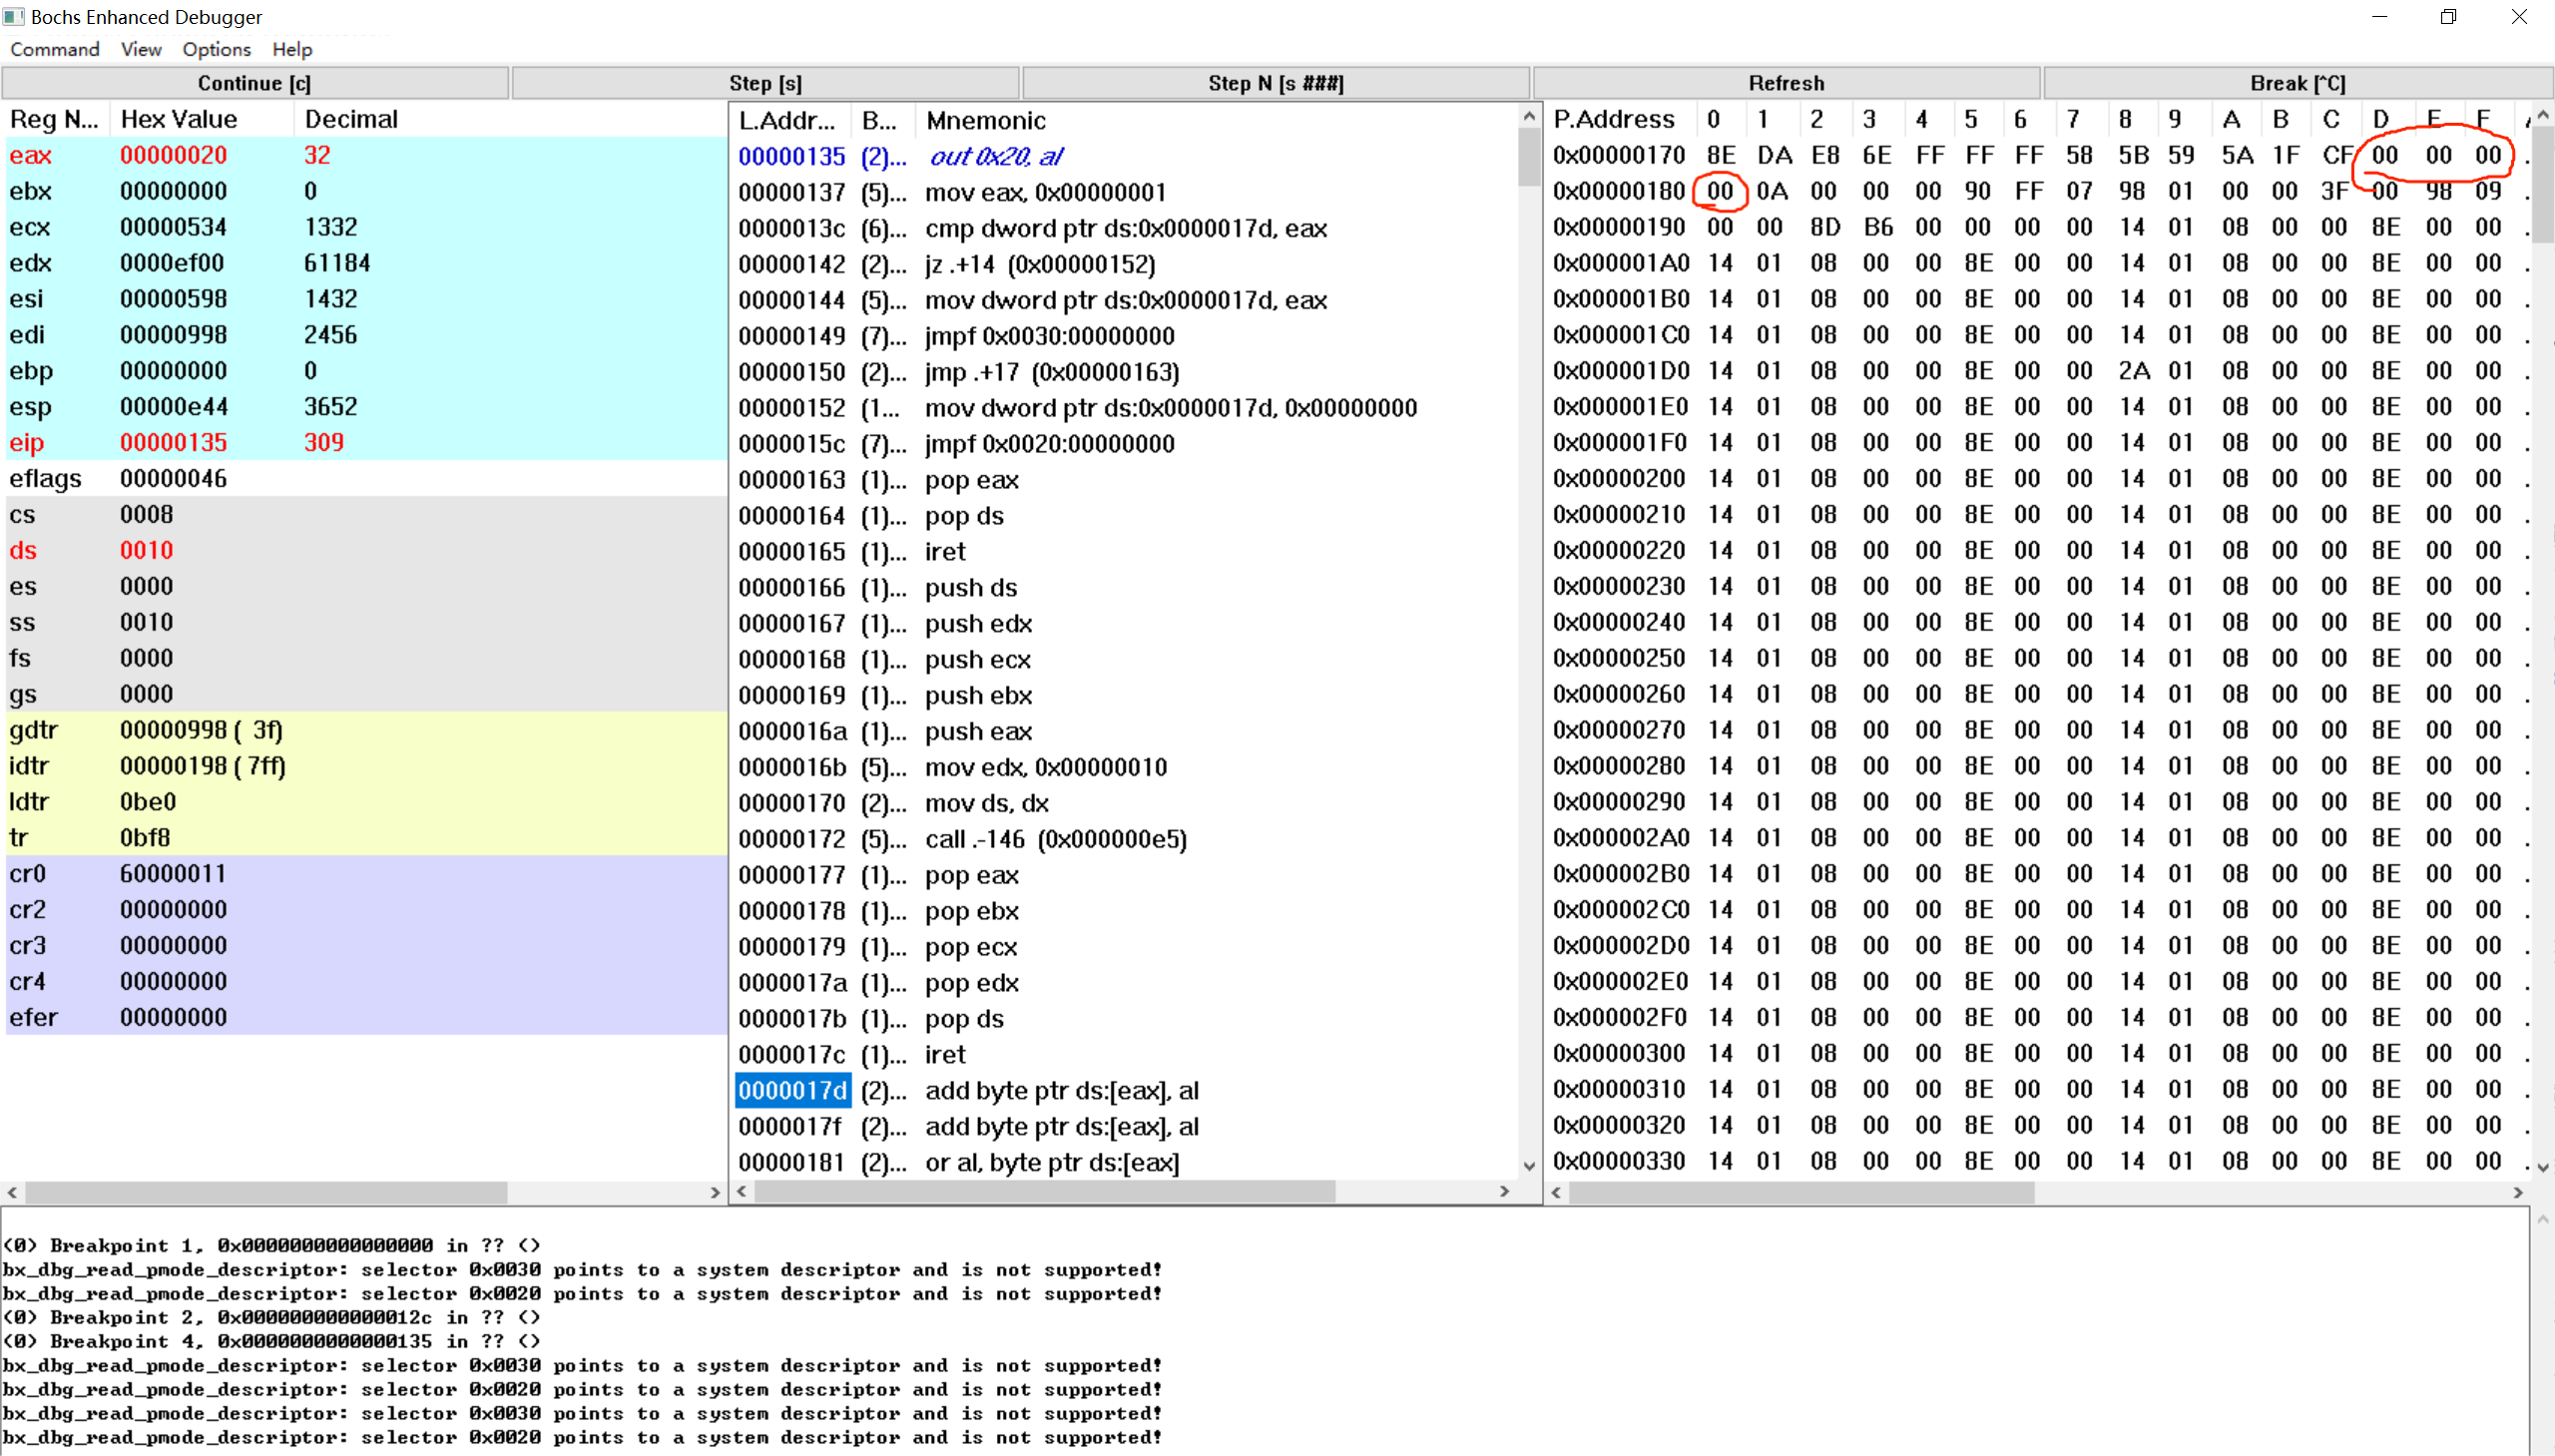 Bochs Enhanced Debugger
Command View Options Help
Continue [c] Step [s] Step N [s ###] Refresh Break [^C]
Reg N... Hex Value Decimal
eax 00000020 32
ebx 00000000 0
ecx 00000534 1332
edx 0000ef00 61184
esi 00000598 1432
edi 00000998 2456
ebp 00000000 0
esp 00000e44 3652
eip 00000135 309
eflags 00000046
cs 0008
ds 0010
es 0000
ss 0010
fs 0000
gs 0000
gdtr 00000998 ( 3f)
idtr 00000198 ( 7ff)
ldtr 0be0
tr 0bf8
cr0 60000011
cr2 00000000
cr3 00000000
cr4 00000000
efer 00000000
L.Addr... B... Mnemonic
00000135 (2)... out 0x20, al
00000137 (5)... mov eax, 0x00000001
0000013c (6)... cmp dword ptr ds:0x0000017d, eax
00000142 (2)... jz .+14 (0x00000152)
00000144 (5)... mov dword ptr ds:0x0000017d, eax
00000149 (7)... jmpf 0x0030:00000000
00000150 (2)... jmp .+17 (0x00000163)
00000152 (1... mov dword ptr ds:0x0000017d, 0x00000000
0000015c (7)... jmpf 0x0020:00000000
00000163 (1)... pop eax
00000164 (1)... pop ds
00000165 (1)... iret
00000166 (1)... push ds
00000167 (1)... push edx
00000168 (1)... push ecx
00000169 (1)... push ebx
0000016a (1)... push eax
0000016b (5)... mov edx, 0x00000010
00000170 (2)... mov ds, dx
00000172 (5)... call .-146 (0x000000e5)
00000177 (1)... pop eax
00000178 (1)... pop ebx
00000179 (1)... pop ecx
0000017a (1)... pop edx
0000017b (1)... pop ds
0000017c (1)... iret
0000017d (2)... add byte ptr ds:[eax], al
0000017f (2)... add byte ptr ds:[eax], al
00000181 (2)... or al, byte ptr ds:[eax]
P.Address 0 1 2 3 4 5 6 7 8 9 A B C D E F
0x00000170 8E DA E8 6E FF FF FF 58 5B 59 5A 1F CF 00 00 00 .
0x00000180 00 0A 00 00 00 90 FF 07 98 01 00 00 3F 00 98 09 .
0x00000190 00 00 8D B6 00 00 00 00 14 01 08 00 00 8E 00 00 .
0x000001A0 14 01 08 00 00 8E 00 00 14 01 08 00 00 8E 00 00 .
0x000001B0 14 01 08 00 00 8E 00 00 14 01 08 00 00 8E 00 00 .
0x000001C0 14 01 08 00 00 8E 00 00 14 01 08 00 00 8E 00 00 .
0x000001D0 14 01 08 00 00 8E 00 00 2A 01 08 00 00 8E 00 00 .
0x000001E0 14 01 08 00 00 8E 00 00 14 01 08 00 00 8E 00 00 .
0x000001F0 14 01 08 00 00 8E 00 00 14 01 08 00 00 8E 00 00 .
0x00000200 14 01 08 00 00 8E 00 00 14 01 08 00 00 8E 00 00 .
0x00000210 14 01 08 00 00 8E 00 00 14 01 08 00 00 8E 00 00 .
0x00000220 14 01 08 00 00 8E 00 00 14 01 08 00 00 8E 00 00 .
0x00000230 14 01 08 00 00 8E 00 00 14 01 08 00 00 8E 00 00 .
0x00000240 14 01 08 00 00 8E 00 00 14 01 08 00 00 8E 00 00 .
0x00000250 14 01 08 00 00 8E 00 00 14 01 08 00 00 8E 00 00 .
0x00000260 14 01 08 00 00 8E 00 00 14 01 08 00 00 8E 00 00 .
0x00000270 14 01 08 00 00 8E 00 00 14 01 08 00 00 8E 00 00 .
0x00000280 14 01 08 00 00 8E 00 00 14 01 08 00 00 8E 00 00 .
0x00000290 14 01 08 00 00 8E 00 00 14 01 08 00 00 8E 00 00 .
0x000002A0 14 01 08 00 00 8E 00 00 14 01 08 00 00 8E 00 00 .
0x000002B0 14 01 08 00 00 8E 00 00 14 01 08 00 00 8E 00 00 .
0x000002C0 14 01 08 00 00 8E 00 00 14 01 08 00 00 8E 00 00 .
0x000002D0 14 01 08 00 00 8E 00 00 14 01 08 00 00 8E 00 00 .
0x000002E0 14 01 08 00 00 8E 00 00 14 01 08 00 00 8E 00 00 .
0x000002F0 14 01 08 00 00 8E 00 00 14 01 08 00 00 8E 00 00 .
0x00000300 14 01 08 00 00 8E 00 00 14 01 08 00 00 8E 00 00 .
0x00000310 14 01 08 00 00 8E 00 00 14 01 08 00 00 8E 00 00 .
0x00000320 14 01 08 00 00 8E 00 00 14 01 08 00 00 8E 00 00 .
0x00000330 14 01 08 00 00 8E 00 00 14 01 08 00 00 8E 00 00 .
(0) Breakpoint 1, 0x0000000000000000 in ?? ()
bx_dbg_read_pmode_descriptor: selector 0x0030 points to a system descriptor and is not supported!
bx_dbg_read_pmode_descriptor: selector 0x0020 points to a system descriptor and is not supported!
(0) Breakpoint 2, 0x000000000000012c in ?? ()
(0) Breakpoint 4, 0x0000000000000135 in ?? ()
bx_dbg_read_pmode_descriptor: selector 0x0030 points to a system descriptor and is not supported!
bx_dbg_read_pmode_descriptor: selector 0x0020 points to a system descriptor and is not supported!
bx_dbg_read_pmode_descriptor: selector 0x0030 points to a system descriptor and is not supported!
bx_dbg_read_pmode_descriptor: selector 0x0020 points to a system descriptor and is not supported!